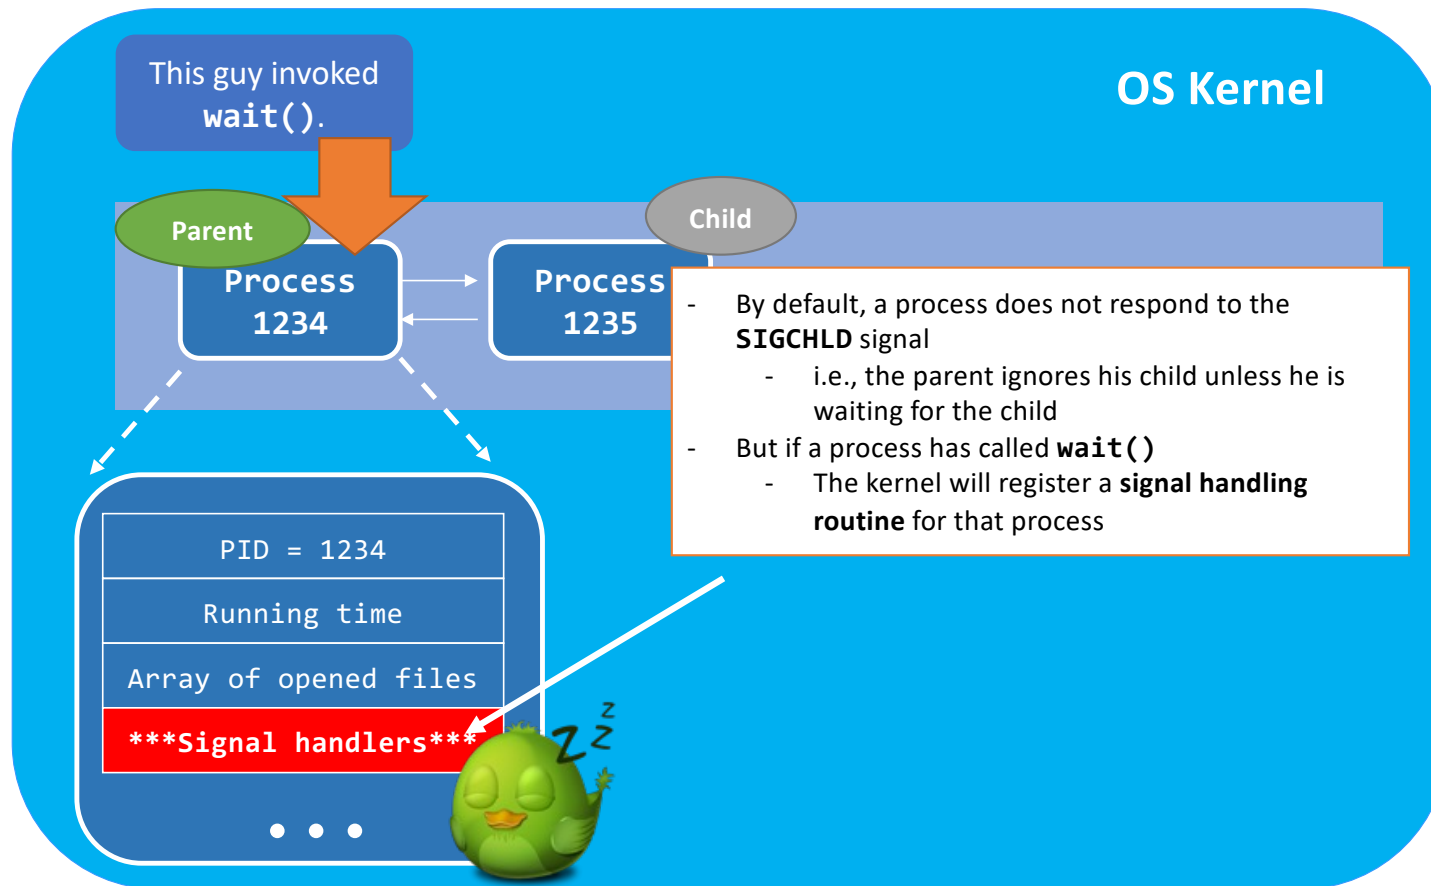 This guy invoked
wait().
OS Kernel
Parent
Child
Process
1234
Process
1235
- By default, a process does not respond to the
SIGCHLD signal
- i.e., the parent ignores his child unless he is
waiting for the child
- But if a process has called wait()
- The kernel will register a signal handling
routine for that process
PID = 1234
Running time
Array of opened files
***Signal handlers***
z
Z
Z
• • •